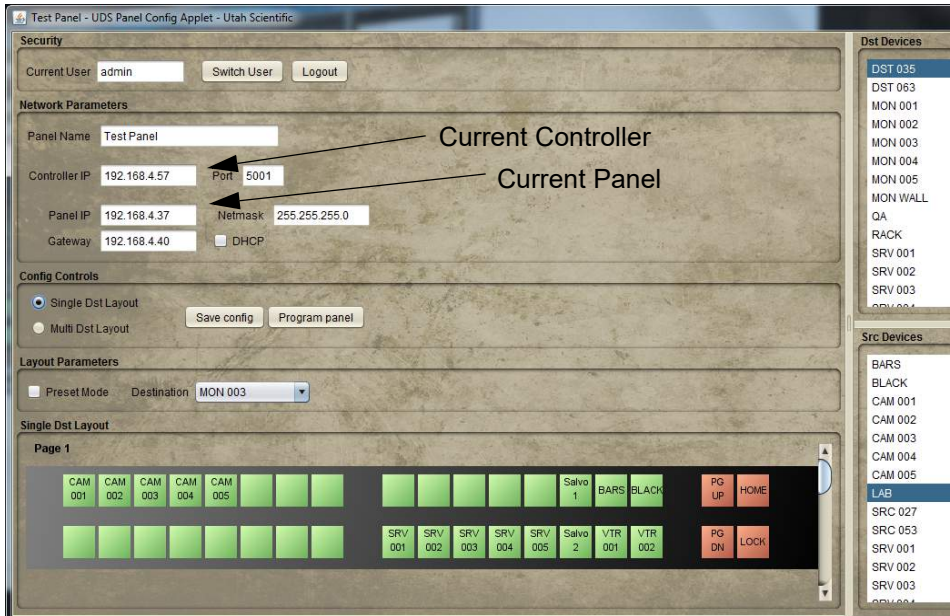 Test Panel - UDS Panel Config Applet - Utah Scientific
Security
Current User admin Switch User Logout
Network Parameters
Panel Name Test Panel
Current Controller
Controller IP 192.168.4.57 Port 5001
Current Panel
Panel IP 192.168.4.37 Netmask 255.255.255.0
Gateway 192.168.4.40 DHCP
Config Controls
Single Dst Layout
Save config Program panel
Multi Dst Layout
Layout Parameters
Preset Mode Destination MON 003
Single Dst Layout
Page 1
CAM 001 CAM 002 CAM 003 CAM 004 CAM 005 Salvo 1 BARS BLACK PG UP HOME
SRV 001 SRV 002 SRV 003 SRV 004 SRV 005 Salvo 2 VTR 001 VTR 002 PG DN LOCK
Dst Devices
DST 035
DST 063
MON 001
MON 002
MON 003
MON 004
MON 005
MON WALL
QA
RACK
SRV 001
SRV 002
SRV 003
SRV 004
Src Devices
BARS
BLACK
CAM 001
CAM 002
CAM 003
CAM 004
CAM 005
LAB
SRC 027
SRC 053
SRV 001
SRV 002
SRV 003
SRV 004